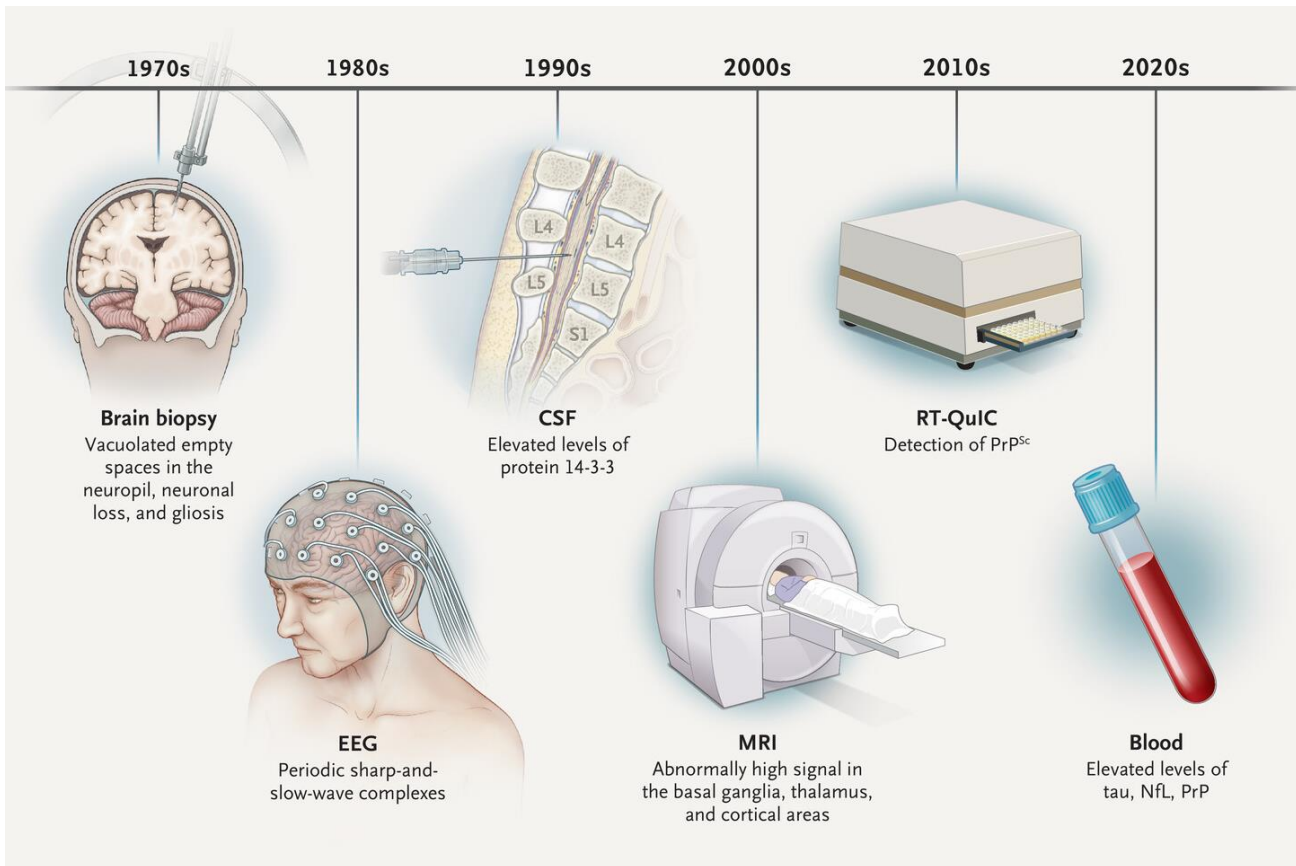 1970s
1980s
1990s
2000s
2010s
2020s
Brain biopsy
Vacuolated empty
spaces in the
neuropil, neuronal
loss, and gliosis
EEG
Periodic sharp-and-
slow-wave complexes
L4
L4
L5
L5
S1
CSF
Elevated levels of
protein 14-3-3
MRI
Abnormally high signal in
the basal ganglia, thalamus,
and cortical areas
RT-QuIC
Detection of PrPSc
Blood
Elevated levels of
tau, NfL, PrP